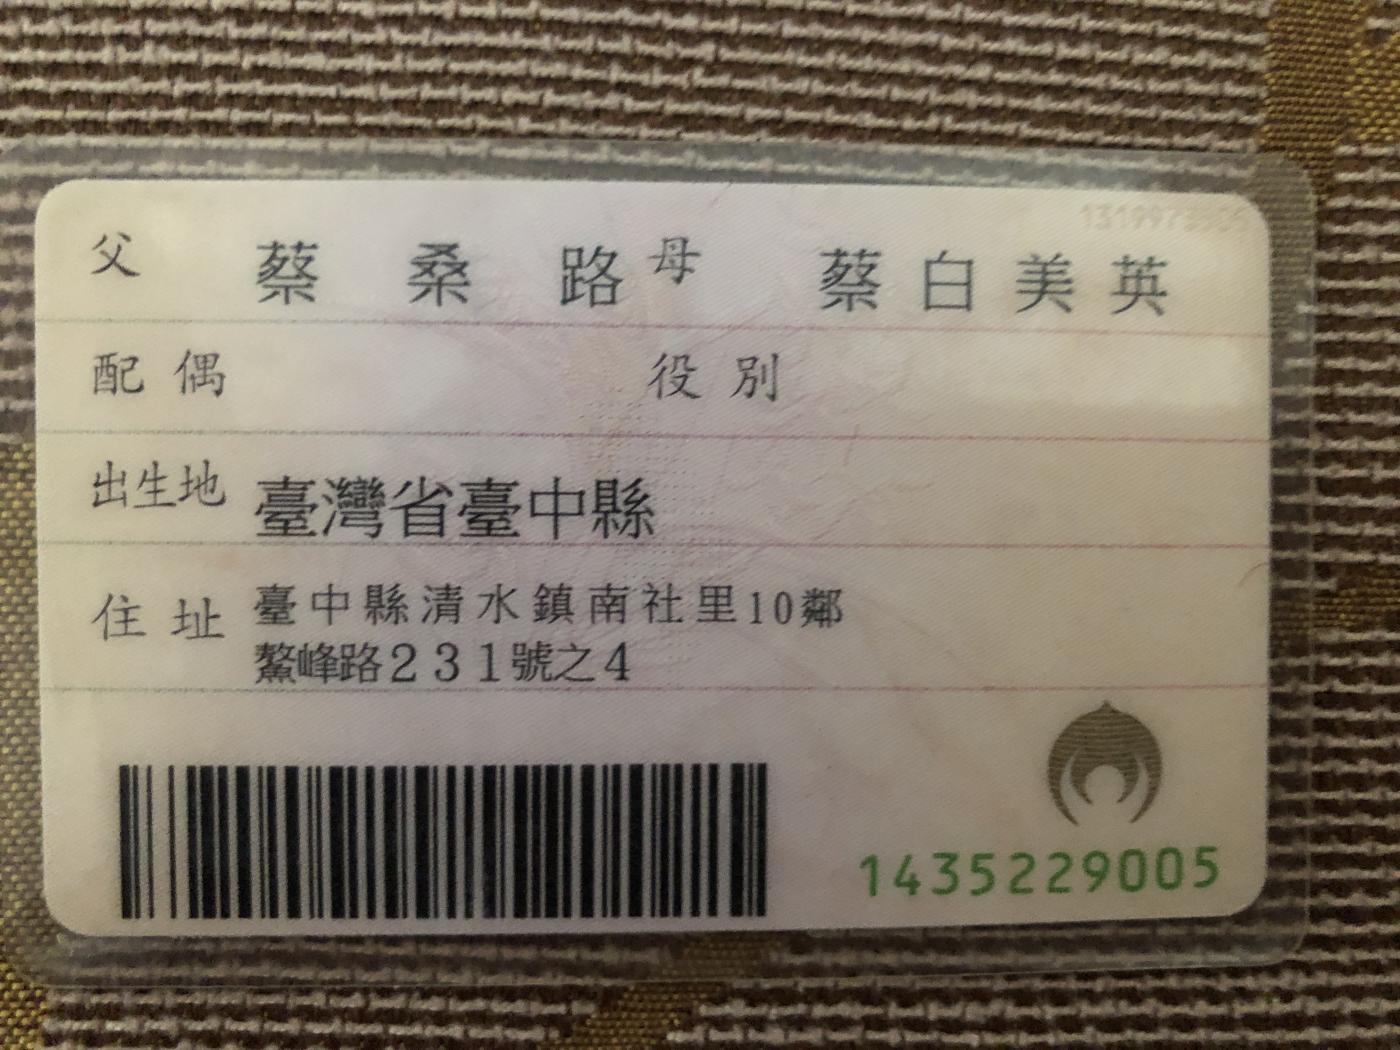 父 蔡桑路 母 蔡白美英
配偶 役別
出生地 臺灣省臺中縣
住址 臺中縣清水鎮南社里10鄰
鰲峰路231號之4
1435229005